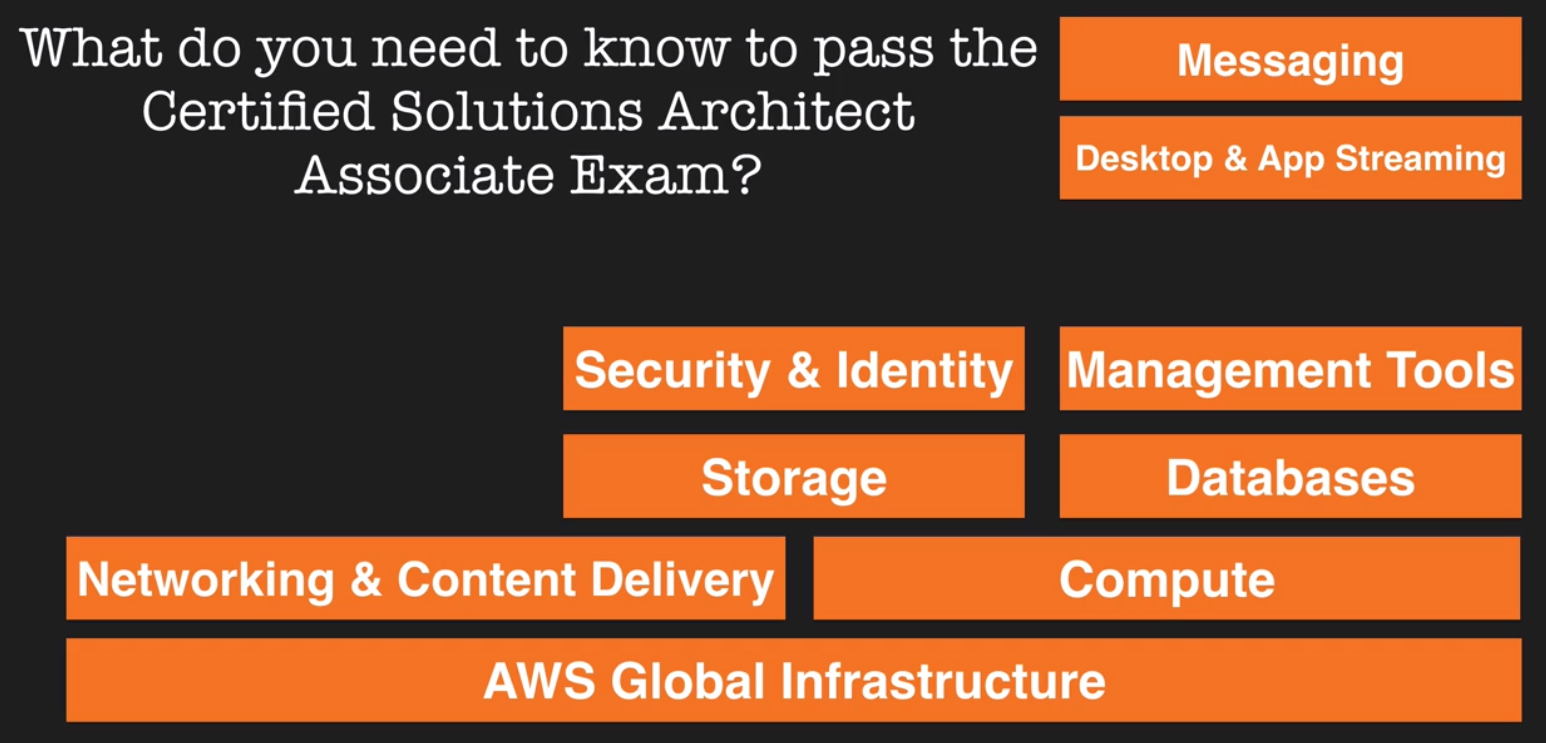 What do you need to know to pass the
Certified Solutions Architect
Associate Exam?
Messaging
Desktop & App Streaming
Security & Identity
Management Tools
Storage
Databases
Networking & Content Delivery
Compute
AWS Global Infrastructure